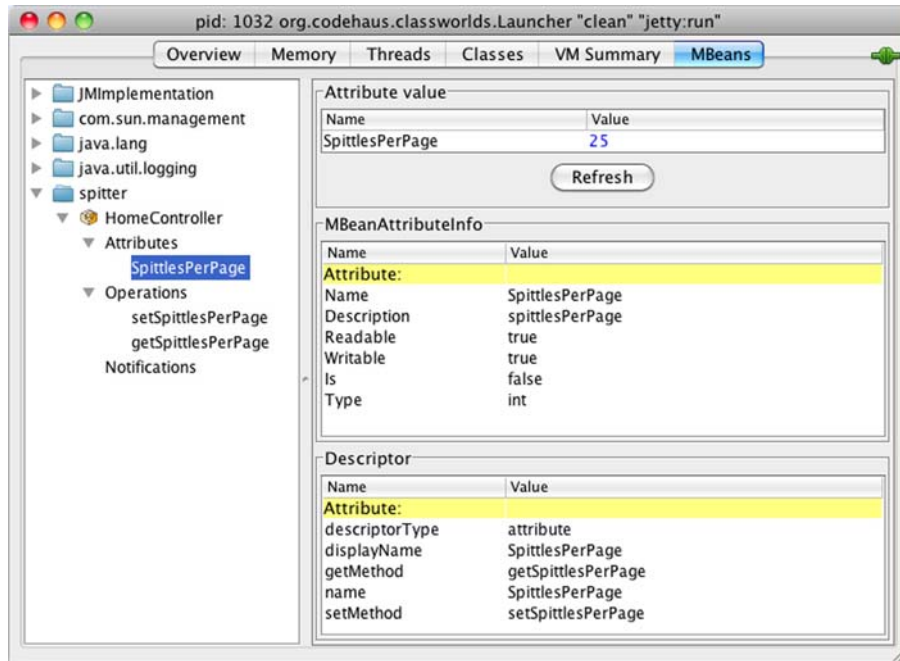 pid: 1032 org.codehaus.classworlds.Launcher "clean" "jetty:run"
Overview Memory Threads Classes VM Summary MBeans
JMImplementation
com.sun.management
java.lang
java.util.logging
spitter
HomeController
Attributes
SpittlesPerPage
Operations
setSpittlesPerPage
getSpittlesPerPage
Notifications
Attribute value
Name Value
SpittlesPerPage 25
Refresh
MBeanAttributeInfo
Name Value
Attribute:
Name SpittlesPerPage
Description spittlesPerPage
Readable true
Writable true
Is false
Type int
Descriptor
Name Value
Attribute:
descriptorType attribute
displayName SpittlesPerPage
getMethod getSpittlesPerPage
name SpittlesPerPage
setMethod setSpittlesPerPage